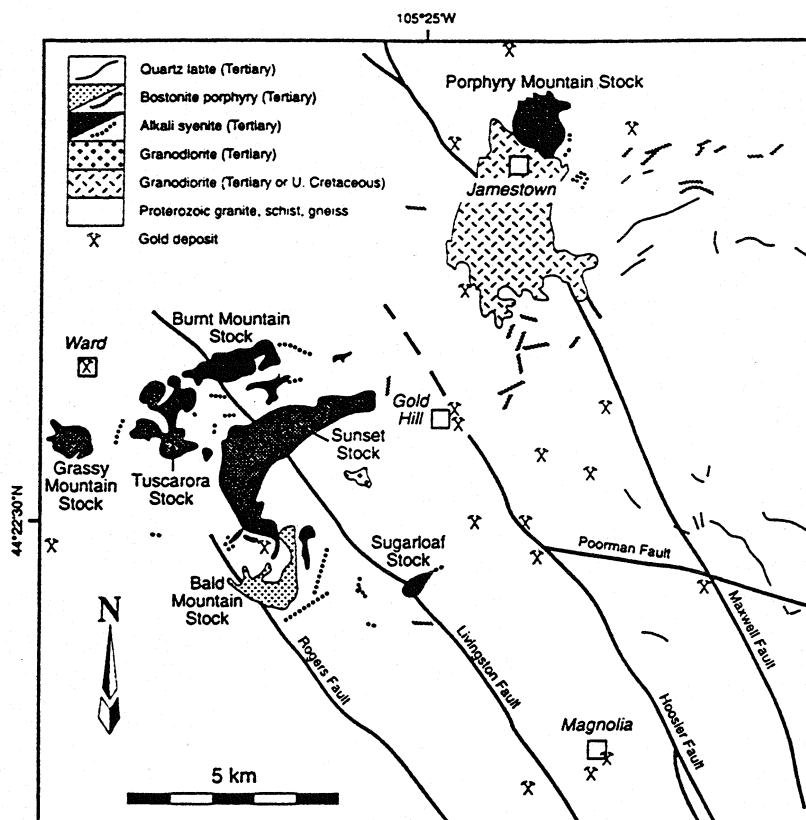 105°25'W
Quartz latite (Tertiary)
Bostonite porphyry (Tertiary)
Alkali syenite (Tertiary)
Granodiorite (Tertiary)
Granodiorite (Tertiary or U. Cretaceous)
Proterozoic granite, schist, gneiss
Gold deposit
Porphyry Mountain Stock
Jamestown
Burnt Mountain
Stock
Ward
Gold
Hill
Sunset
Stock
Grassy
Mountain
Stock
Tuscarora
Stock
44°22'30"N
Sugarloaf
Stock
Poorman Fault
Bald
Mountain
Stock
N
Maxwell Fault
Rogers Fault
Livingston Fault
Hoosier Fault
Magnolia
5 km